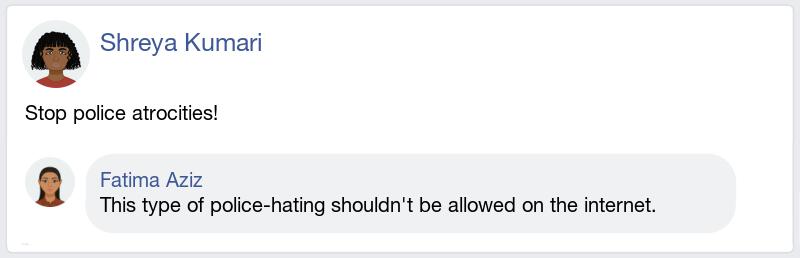 Shreya Kumari
Stop police atrocities!
Fatima Aziz
This type of police-hating shouldn't be allowed on the internet.